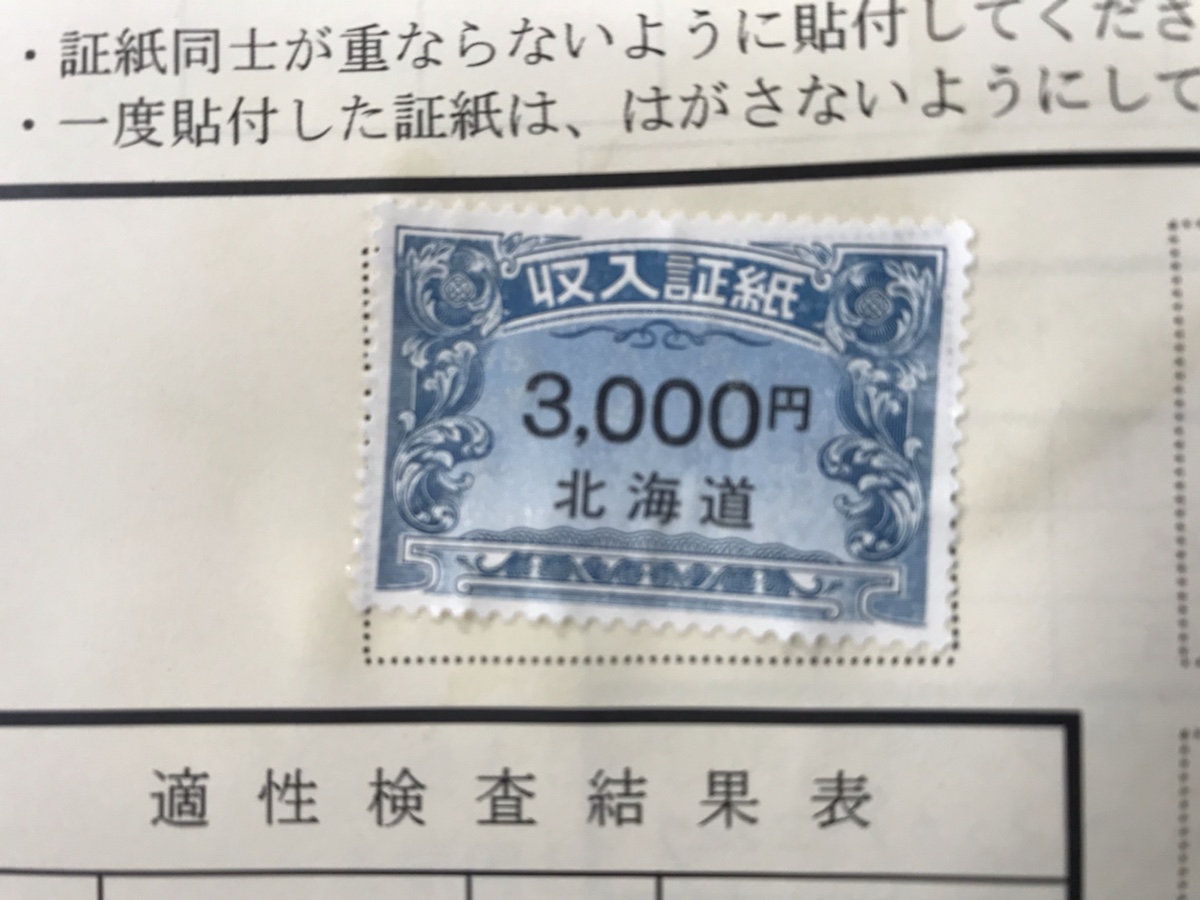 ・証紙同士が重ならないように貼付してくださ
・一度貼付した証紙は、はがさないようにして
収入証紙
3,000円
北海道
適性検査結果表